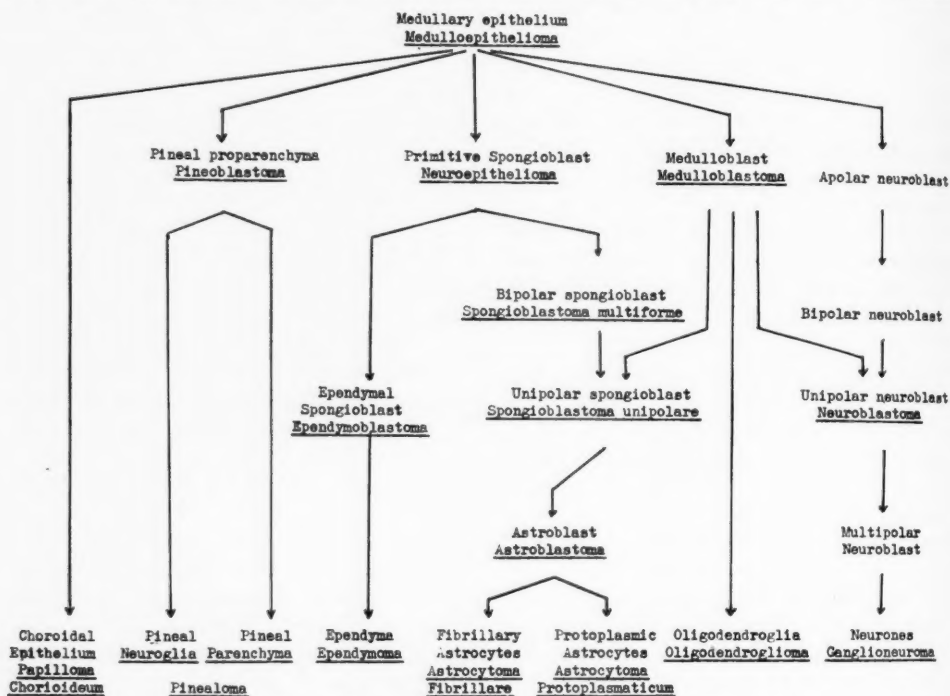 Medullary epithelium
Medulloepithelioma
Pineal proparenchyma
Pineoblastoma
Primitive Spongioblast
Neuroepithelioma
Medulloblast
Medulloblastoma
Apolar neuroblast
Bipolar spongioblast
Spongioblastoma multiforme
Bipolar neuroblast
Ependymal
Spongioblast
Ependymoblastoma
Unipolar spongioblast
Spongioblastoma unipolare
Unipolar neuroblast
Neuroblastoma
Astroblast
Astroblastoma
Multipolar
Neuroblast
Choroidal
Epithelium
Papilloma
Chorioideum
Pineal
Neuroglia
Pineal
Parenchyma
Pinealoma
Ependyma
Ependymoma
Fibrillary
Astrocytes
Astrocytoma
Fibrillare
Protoplasmic
Astrocytes
Astrocytoma
Protoplasmaticum
Oligodendroglia
Oligodendroglioma
Neurones
Ganglioneuroma